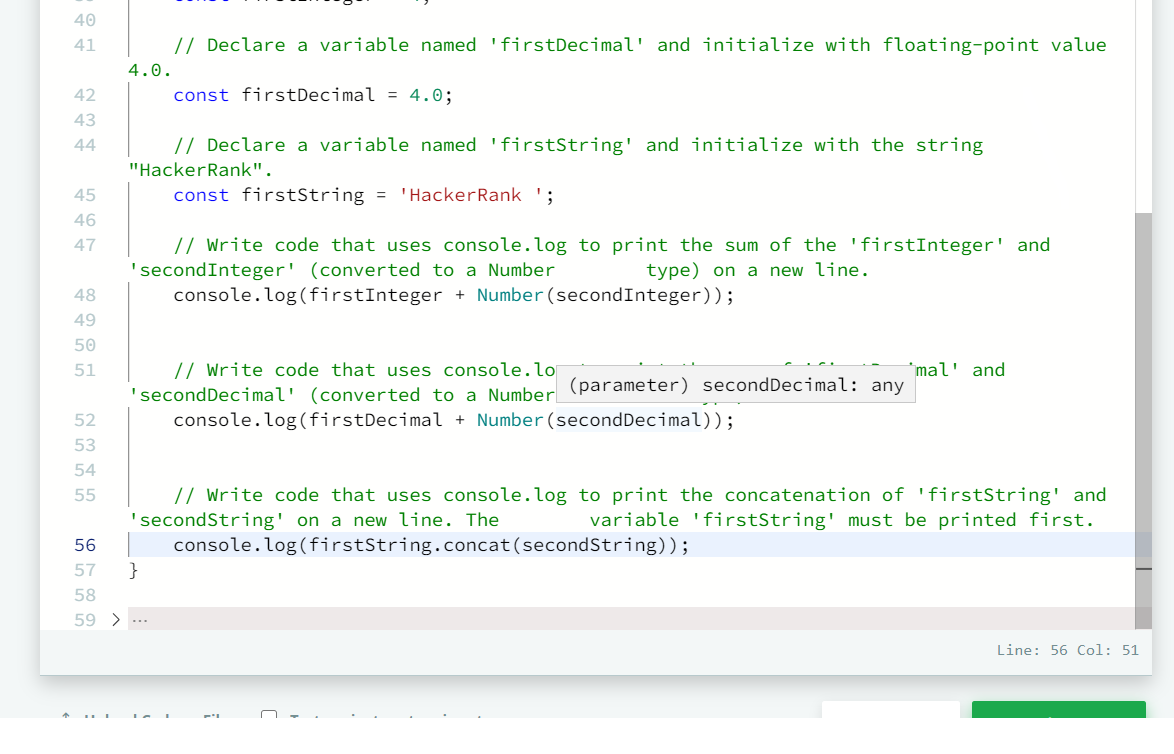 40
41 // Declare a variable named 'firstDecimal' and initialize with floating-point value
4.0.
42 const firstDecimal = 4.0;
43
44 // Declare a variable named 'firstString' and initialize with the string
"HackerRank".
45 const firstString = 'HackerRank ';
46
47 // Write code that uses console.log to print the sum of the 'firstInteger' and
'secondInteger' (converted to a Number        type) on a new line.
48 console.log(firstInteger + Number(secondInteger));
49
50
51 // Write code that uses console.lo mal' and
(parameter) secondDecimal: any
'secondDecimal' (converted to a Number
52 console.log(firstDecimal + Number(secondDecimal));
53
54
55 // Write code that uses console.log to print the concatenation of 'firstString' and
'secondString' on a new line. The        variable 'firstString' must be printed first.
56 console.log(firstString.concat(secondString));
57 }
58
59 > ...
Line: 56 Col: 51